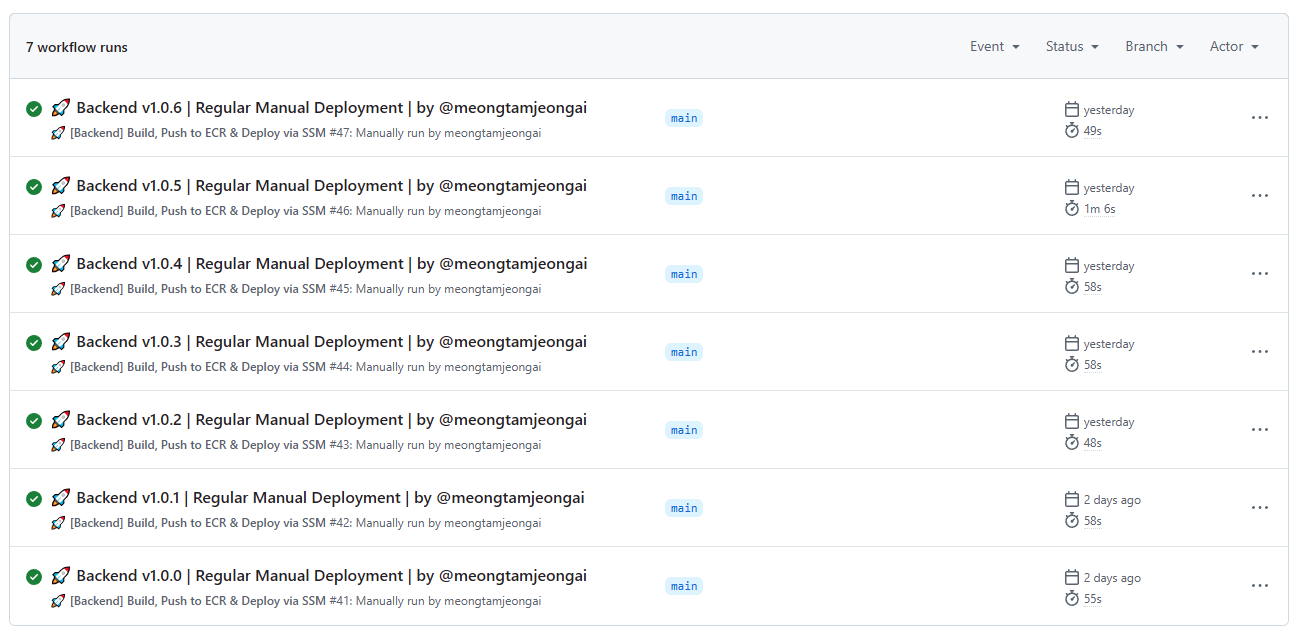 7 workflow runs
Event Status Branch Actor
🚀 Backend v1.0.6 | Regular Manual Deployment | by @meongtamjeongai
🚀 [Backend] Build, Push to ECR & Deploy via SSM #47: Manually run by meongtamjeongai
main
yesterday
49s
🚀 Backend v1.0.5 | Regular Manual Deployment | by @meongtamjeongai
🚀 [Backend] Build, Push to ECR & Deploy via SSM #46: Manually run by meongtamjeongai
main
yesterday
1m 6s
🚀 Backend v1.0.4 | Regular Manual Deployment | by @meongtamjeongai
🚀 [Backend] Build, Push to ECR & Deploy via SSM #45: Manually run by meongtamjeongai
main
yesterday
58s
🚀 Backend v1.0.3 | Regular Manual Deployment | by @meongtamjeongai
🚀 [Backend] Build, Push to ECR & Deploy via SSM #44: Manually run by meongtamjeongai
main
yesterday
58s
🚀 Backend v1.0.2 | Regular Manual Deployment | by @meongtamjeongai
🚀 [Backend] Build, Push to ECR & Deploy via SSM #43: Manually run by meongtamjeongai
main
yesterday
48s
🚀 Backend v1.0.1 | Regular Manual Deployment | by @meongtamjeongai
🚀 [Backend] Build, Push to ECR & Deploy via SSM #42: Manually run by meongtamjeongai
main
2 days ago
58s
🚀 Backend v1.0.0 | Regular Manual Deployment | by @meongtamjeongai
🚀 [Backend] Build, Push to ECR & Deploy via SSM #41: Manually run by meongtamjeongai
main
2 days ago
55s